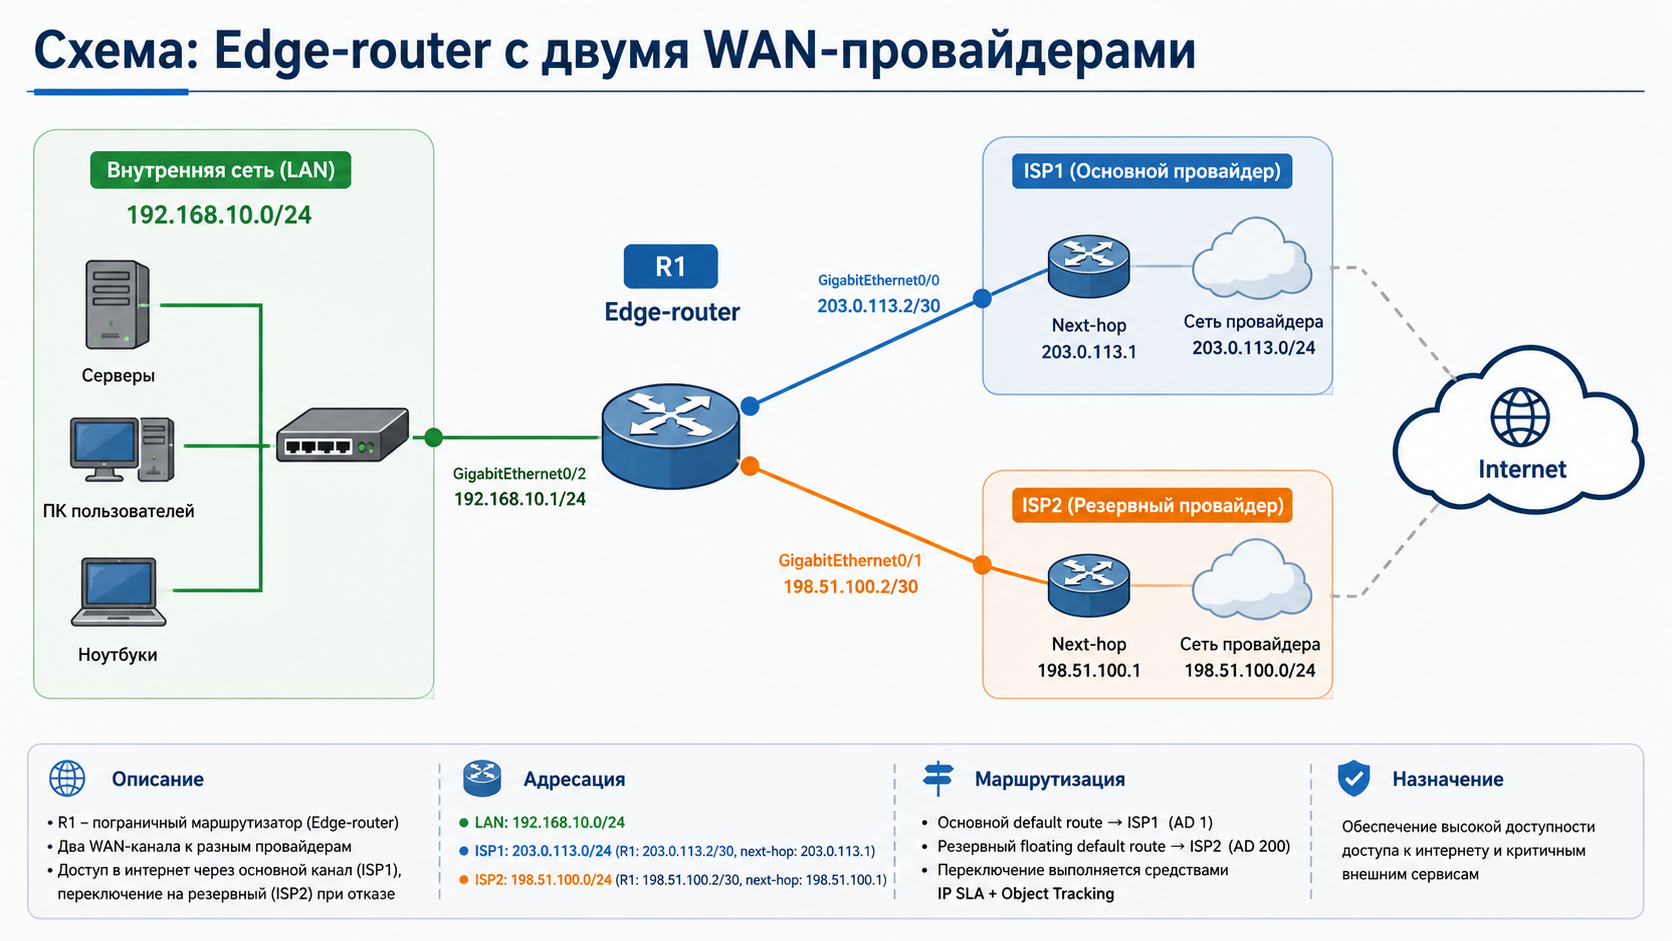 Схема: Edge-router с двумя WAN-провайдерами
Внутренняя сеть (LAN)
192.168.10.0/24
Серверы
ПК пользователей
Ноутбуки
GigabitEthernet0/2
192.168.10.1/24
R1
Edge-router
GigabitEthernet0/0
203.0.113.2/30
GigabitEthernet0/1
198.51.100.2/30
ISP1 (Основной провайдер)
Next-hop
203.0.113.1
Сеть провайдера
203.0.113.0/24
ISP2 (Резервный провайдер)
Next-hop
198.51.100.1
Сеть провайдера
198.51.100.0/24
Internet
Описание
• R1 – пограничный маршрутизатор (Edge-router)
• Два WAN-канала к разным провайдерам
• Доступ в интернет через основной канал (ISP1),
переключение на резервный (ISP2) при отказе
Адресация
● LAN: 192.168.10.0/24
● ISP1: 203.0.113.0/24 (R1: 203.0.113.2/30, next-hop: 203.0.113.1)
● ISP2: 198.51.100.0/24 (R1: 198.51.100.2/30, next-hop: 198.51.100.1)
Маршрутизация
• Основной default route → ISP1 (AD 1)
• Резервный floating default route → ISP2 (AD 200)
• Переключение выполняется средствами
IP SLA + Object Tracking
Назначение
Обеспечение высокой доступности
доступа к интернету и критичным
внешним сервисам